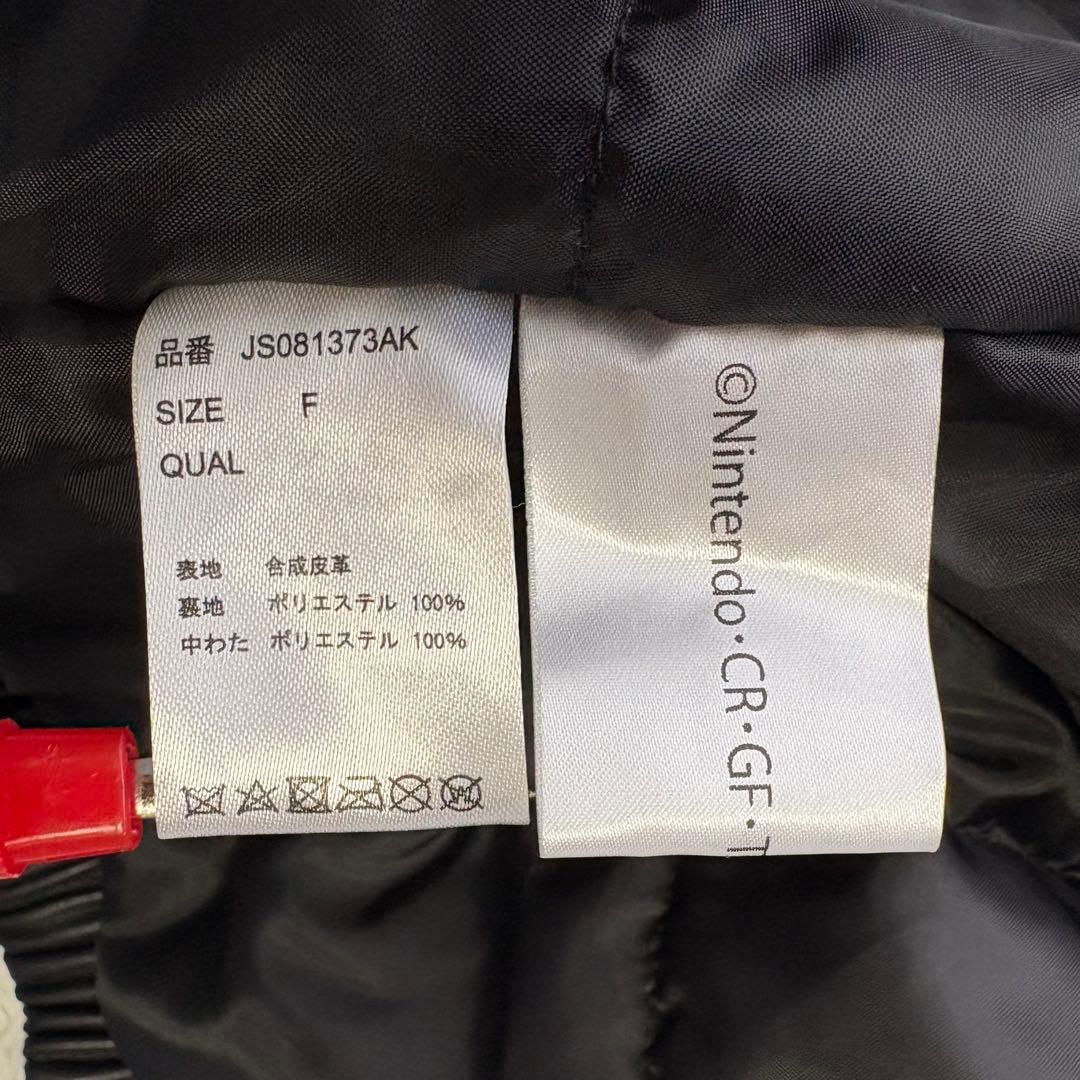 品番 JS081373AK
SIZE F
QUAL
表地 合成皮革
裏地 ポリエステル 100%
中わた ポリエステル 100%
©Nintendo・CR・GF・T